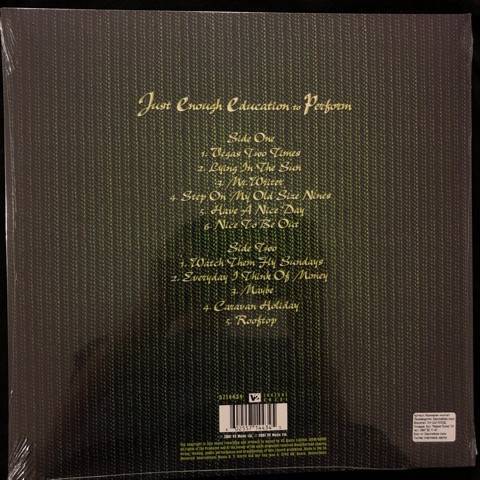 Just Enough Education to Perform
Side One
1. Vegas Two Times
2. Lying In The Sun
3. Mr. Writer
4. Step On My Old Size Nines
5. Have A Nice Day
6. Nice To Be Out
Side Two
1. Watch Them Fly Sundays
2. Everyday I Think Of Money
3. Maybe
4. Caravan Holiday
5. Rooftop
V2